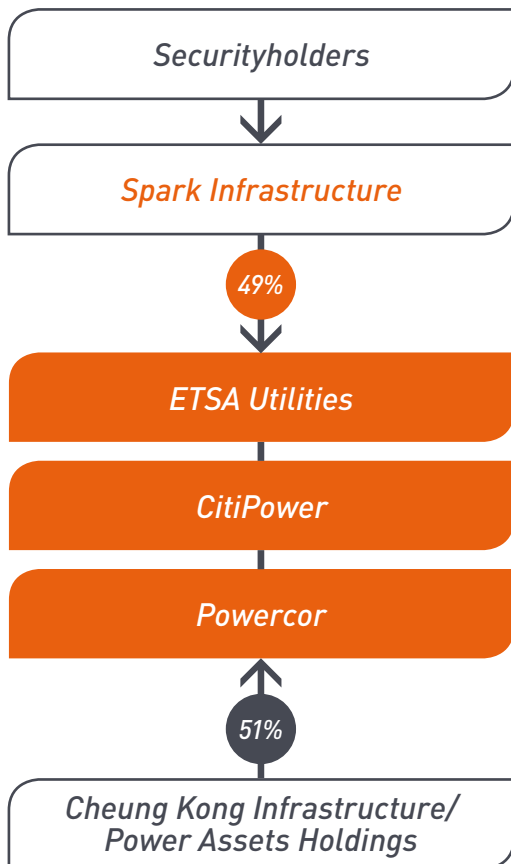 Securityholders
Spark Infrastructure
49%
ETSA Utilities
CitiPower
Powercor
51%
Cheung Kong Infrastructure/
Power Assets Holdings